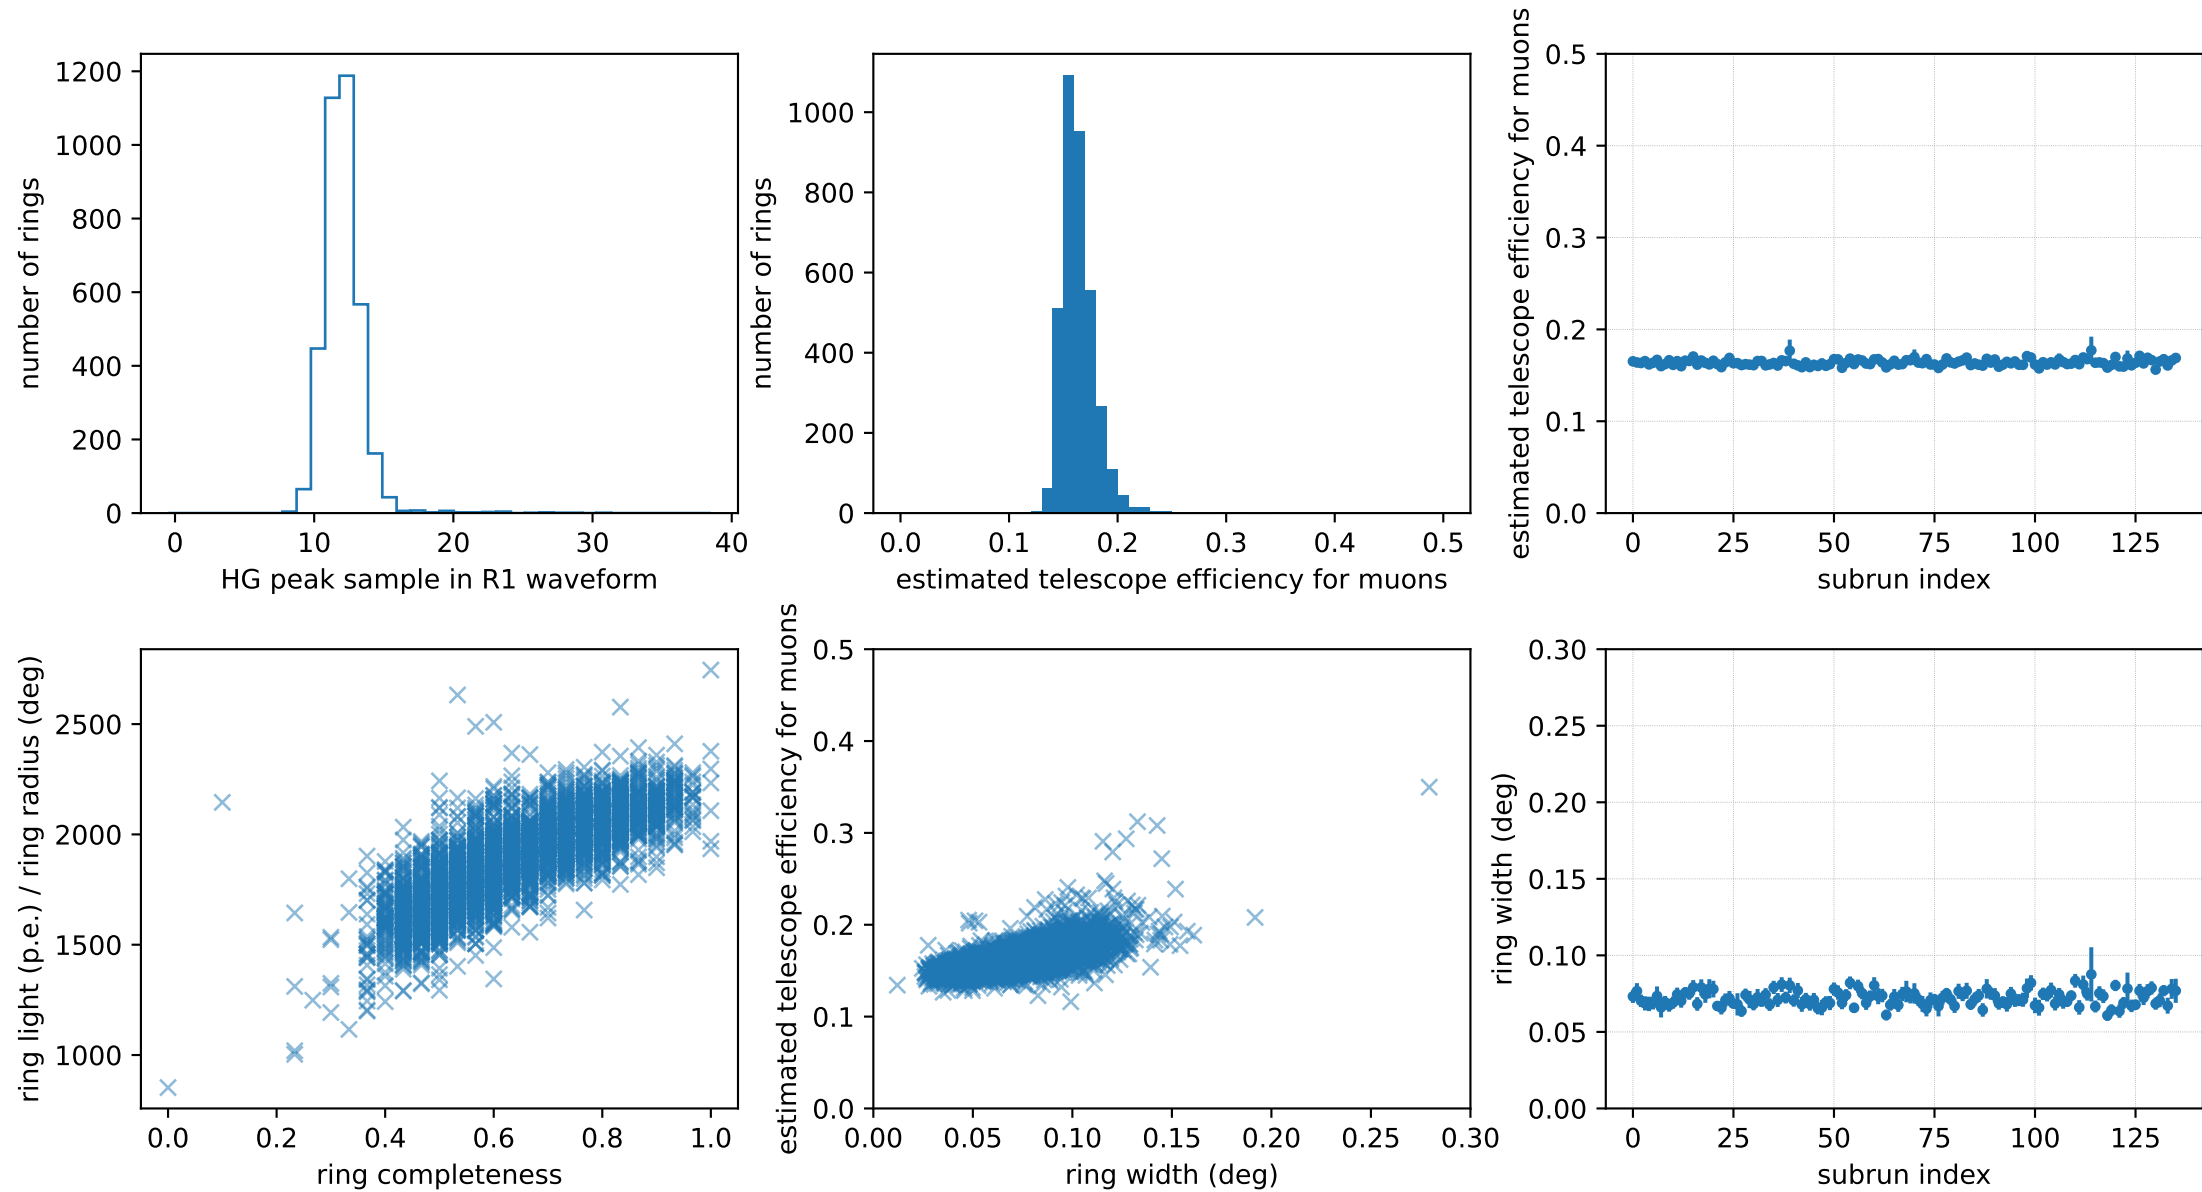 number of rings
1200
1000
800
600
400
200
0
0 10 20 30 40
HG peak sample in R1 waveform
number of rings
1000
800
600
400
200
0
0.0 0.1 0.2 0.3 0.4 0.5
estimated telescope efficiency for muons
estimated telescope efficiency for muons
0.5
0.4
0.3
0.2
0.1
0.0
0 25 50 75 100 125
subrun index
ring light (p.e.) / ring radius (deg)
2500
2000
1500
1000
0.0 0.2 0.4 0.6 0.8 1.0
ring completeness
estimated telescope efficiency for muons
0.5
0.4
0.3
0.2
0.1
0.0
0.00 0.05 0.10 0.15 0.20 0.25 0.30
ring width (deg)
ring width (deg)
0.30
0.25
0.20
0.15
0.10
0.05
0.00
0 25 50 75 100 125
subrun index